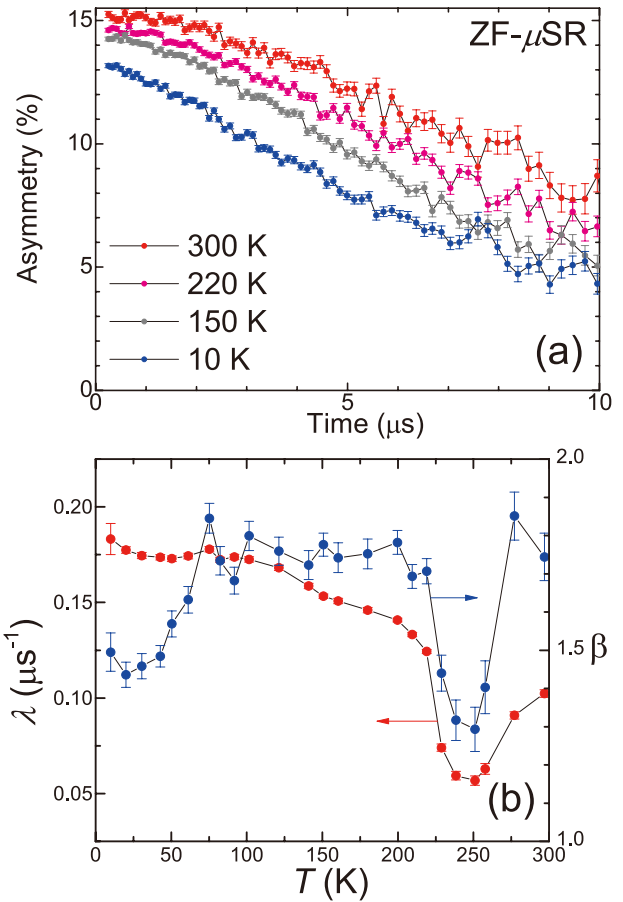 15
10
5
0
Asymmetry (%)
ZF-μSR
300 K
220 K
150 K
10 K
(a)
0
5
10
Time (μs)
0.20
0.15
0.10
0.05
λ (μs⁻¹)
2.0
1.5
1.0
β
(b)
0
50
100
150
200
250
300
T (K)